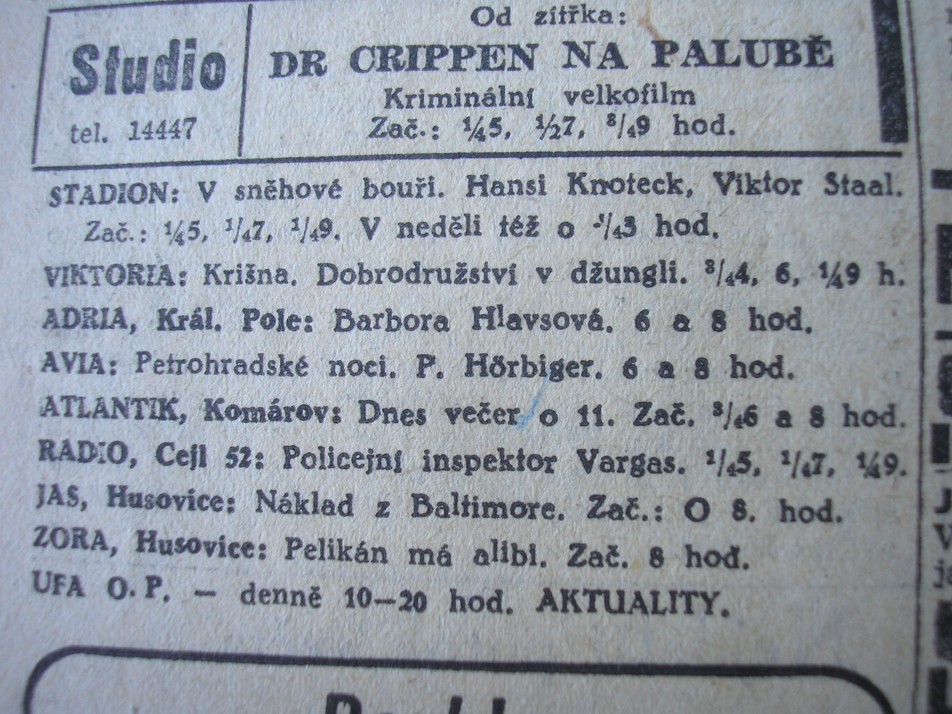 Od zítřka:
Studio
DR CRIPPEN NA PALUBĚ
Kriminální velkofilm
tel. 14447
Zač.: ¼5, ½7, ¾9 hod.
STADION: V sněhové bouři. Hansi Knoteck, Viktor Staal.
Zač.: ¼5, ¼7, ¼9. V neděli též o ¼3 hod.
VIKTORIA: Krišna. Dobrodružství v džungli. ¾4, 6, ¼9 h.
ADRIA, Král. Pole: Barbora Hlavsová. 6 a 8 hod.
AVIA: Petrohradské noci. P. Hörbiger. 6 a 8 hod.
ATLANTIK, Komárov: Dnes večer o 11. Zač. ¾6 a 8 hod.
RADIO, Cejl 52: Policejní inspektor Vargas. ¼5, ¼7, ¼9.
JAS, Husovice: Náklad z Baltimore. Zač.: O 8. hod.
ZORA, Husovice: Pelikán má alibi. Zač. 8 hod.
UFA O. P. — denně 10—20 hod. AKTUALITY.